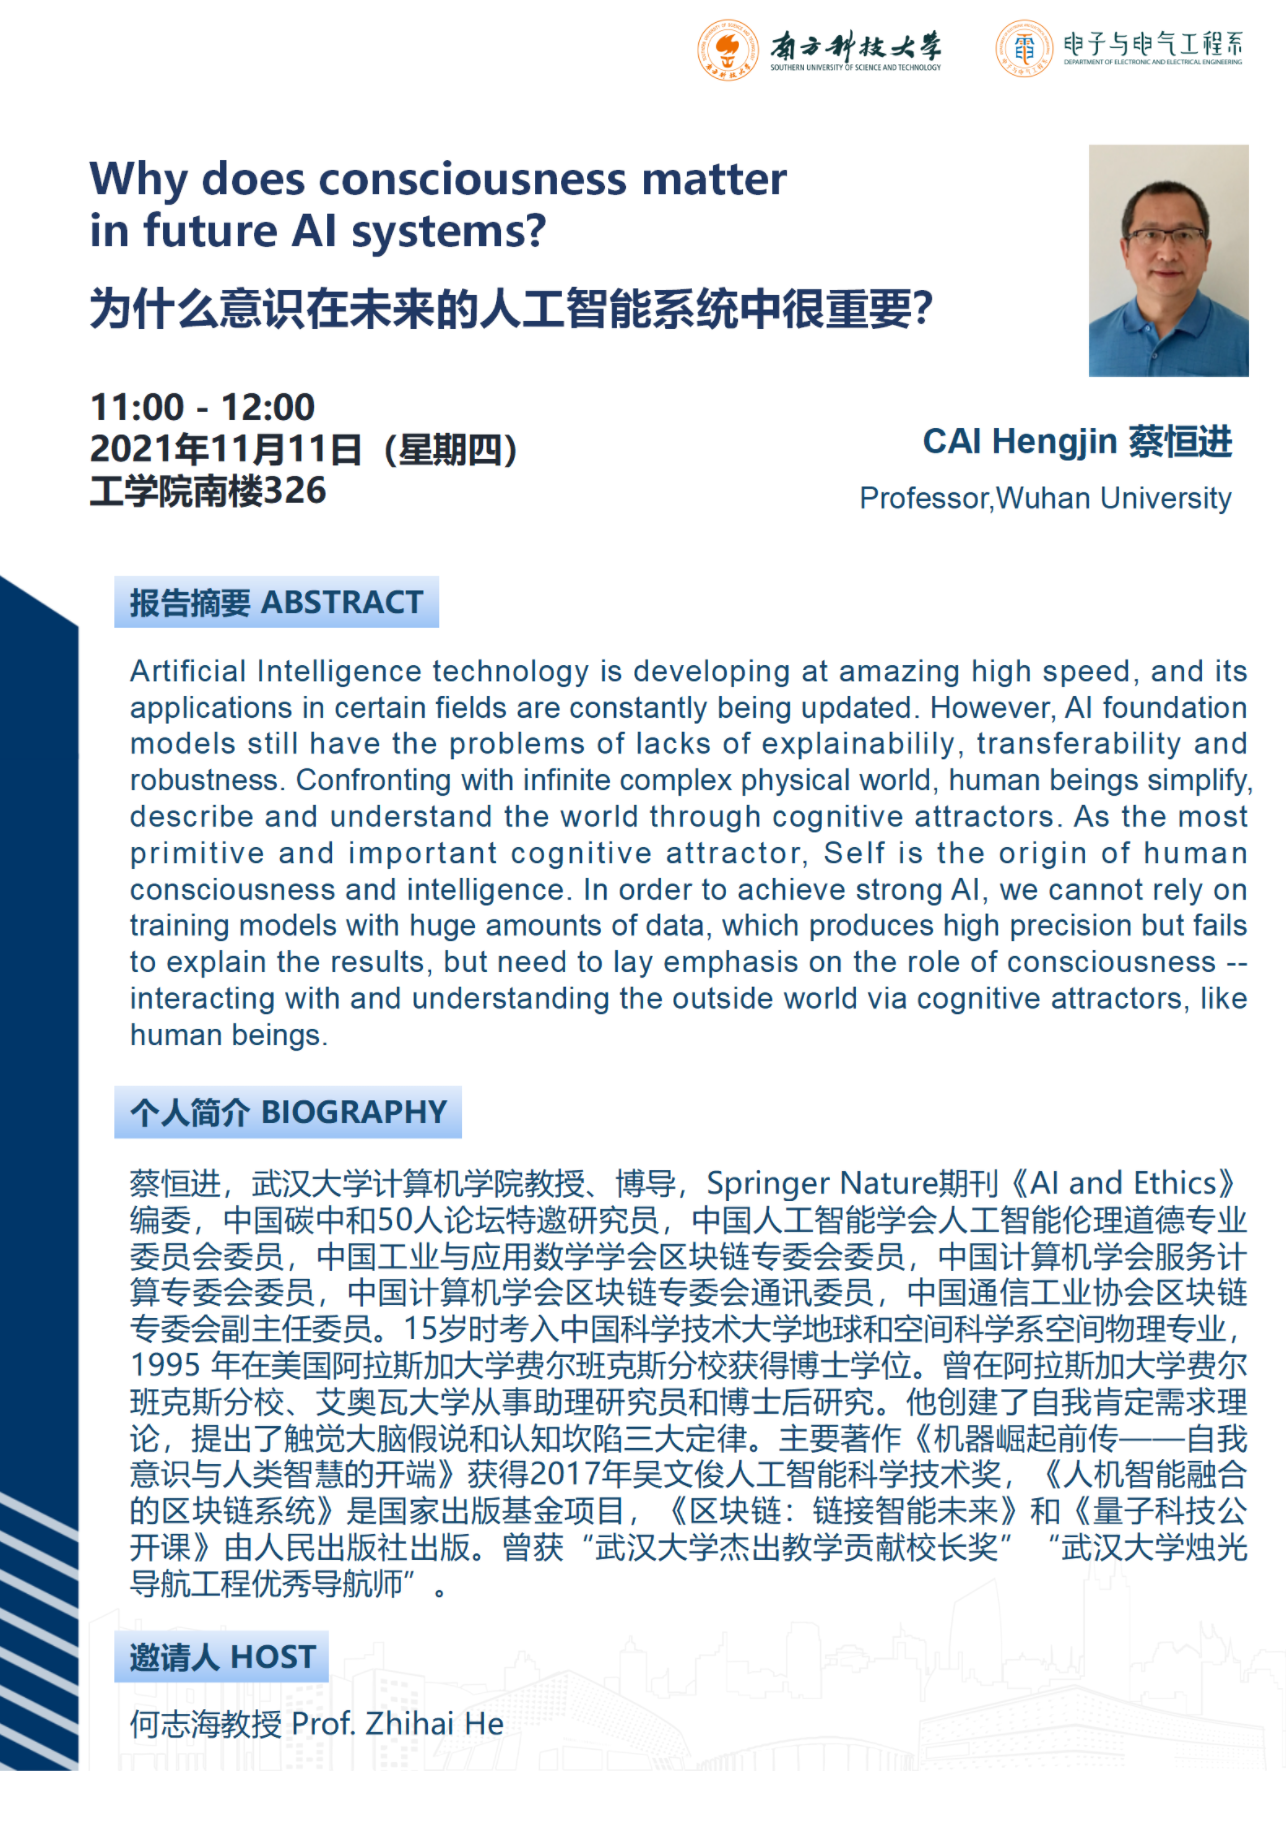 南方科技大学
SOUTHERN UNIVERSITY OF SCIENCE AND TECHNOLOGY
電
电子与电气工程系
DEPARTMENT OF ELECTRONIC AND ELECTRICAL ENGINEERING
Why does consciousness matter
in future AI systems?
为什么意识在未来的人工智能系统中很重要?
11:00 - 12:00
2021年11月11日（星期四）
工学院南楼326
CAI Hengjin 蔡恒进
Professor,Wuhan University
报告摘要 ABSTRACT
Artificial Intelligence technology is developing at amazing high speed, and its
applications in certain fields are constantly being updated. However, AI foundation
models still have the problems of lacks of explainabilily, transferability and
robustness. Confronting with infinite complex physical world, human beings simplify,
describe and understand the world through cognitive attractors. As the most
primitive and important cognitive attractor, Self is the origin of human
consciousness and intelligence. In order to achieve strong AI, we cannot rely on
training models with huge amounts of data, which produces high precision but fails
to explain the results, but need to lay emphasis on the role of consciousness --
interacting with and understanding the outside world via cognitive attractors, like
human beings.
个人简介 BIOGRAPHY
蔡恒进，武汉大学计算机学院教授、博导，Springer Nature期刊《AI and Ethics》
编委，中国碳中和50人论坛特邀研究员，中国人工智能学会人工智能伦理道德专业
委员会委员，中国工业与应用数学学会区块链专委会委员，中国计算机学会服务计
算专委会委员，中国计算机学会区块链专委会通讯委员，中国通信工业协会区块链
专委会副主任委员。15岁时考入中国科学技术大学地球和空间科学系空间物理专业，
1995 年在美国阿拉斯加大学费尔班克斯分校获得博士学位。曾在阿拉斯加大学费尔
班克斯分校、艾奥瓦大学从事助理研究员和博士后研究。他创建了自我肯定需求理
论，提出了触觉大脑假说和认知坎陷三大定律。主要著作《机器崛起前传——自我
意识与人类智慧的开端》获得2017年吴文俊人工智能科学技术奖，《人机智能融合
的区块链系统》是国家出版基金项目，《区块链：链接智能未来》和《量子科技公
开课》由人民出版社出版。曾获“武汉大学杰出教学贡献校长奖”“武汉大学烛光
导航工程优秀导航师”。
邀请人 HOST
何志海教授 Prof. Zhihai He